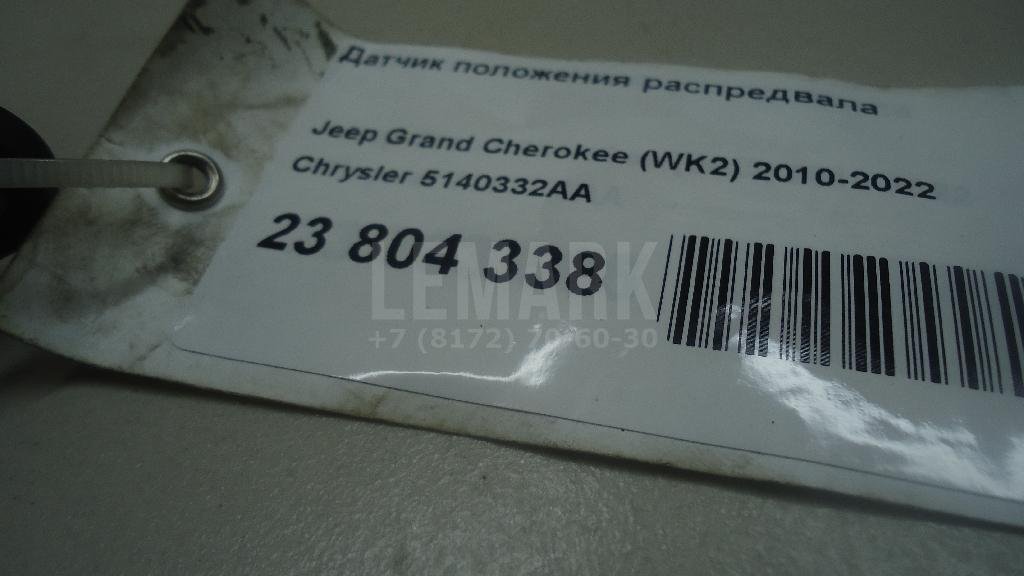 Датчик положения распредвала
Jeep Grand Cherokee (WK2) 2010-2022
Chrysler 5140332AA
23 804 338
LEMARK
+7 (8172) 70-60-30